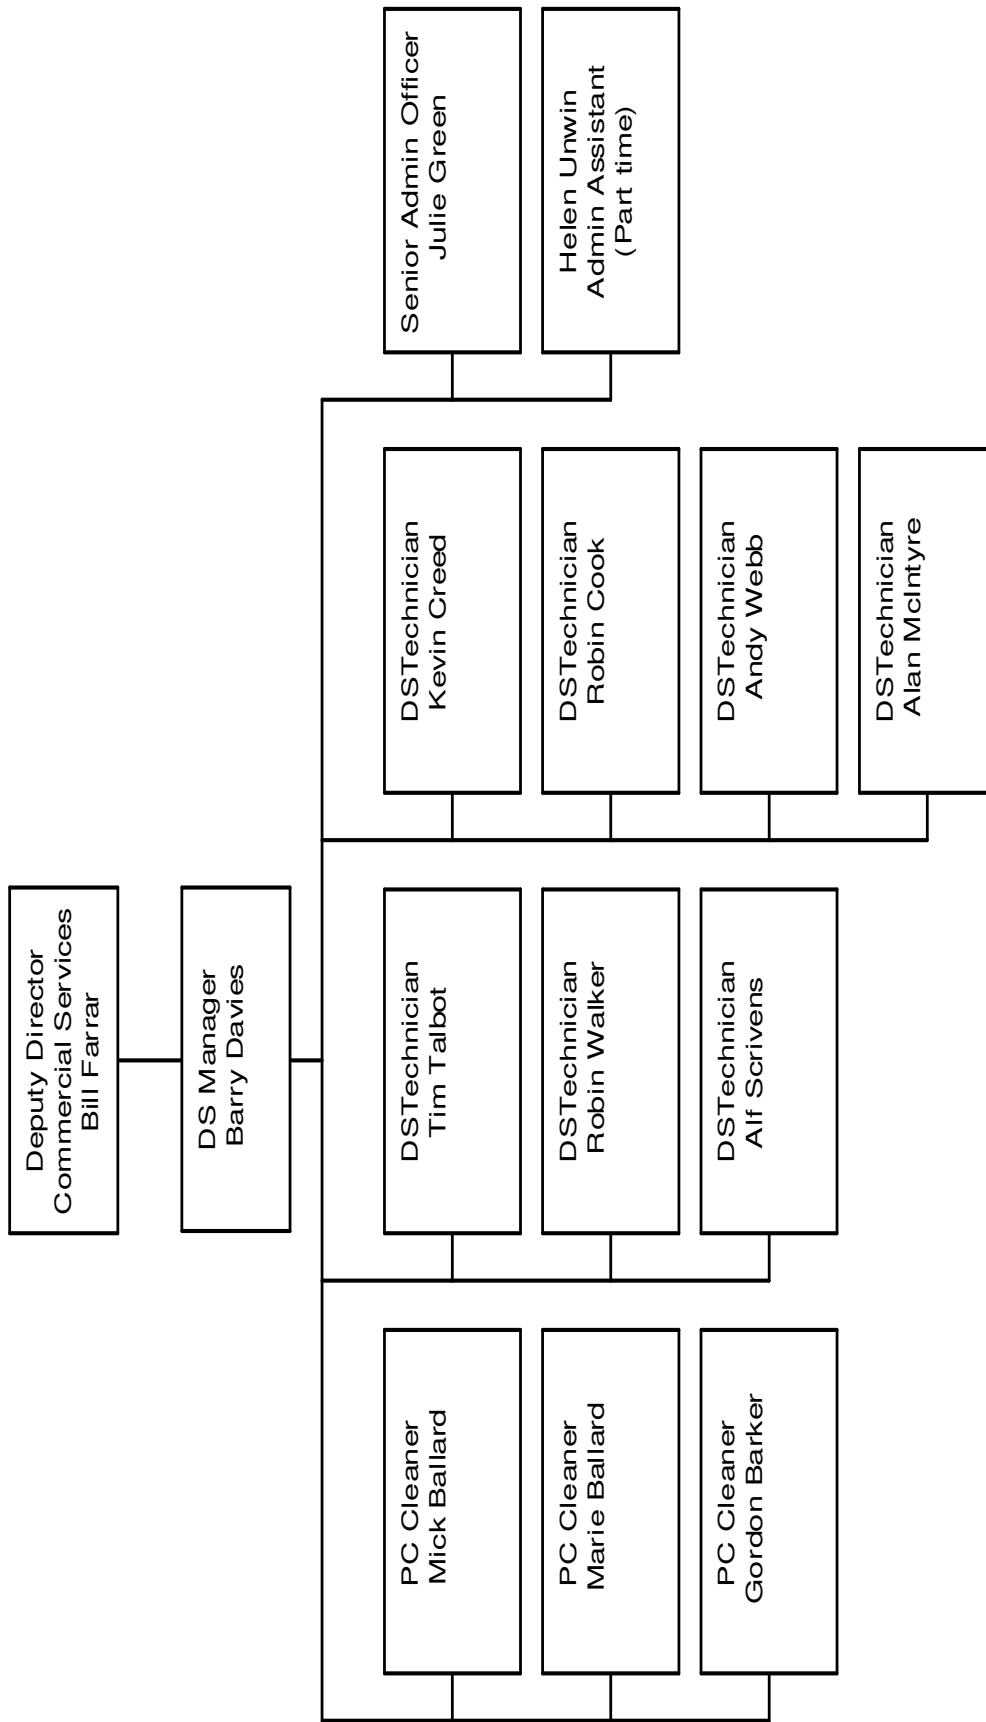 Deputy Director
Commercial Services
Bill Farrar
DS Manager
Barry Davies
PC Cleaner
Mick Ballard
PC Cleaner
Marie Ballard
PC Cleaner
Gordon Barker
DSTechnician
Tim Talbot
DSTechnician
Robin Walker
DSTechnician
Alf Scrivens
DSTechnician
Kevin Creed
DSTechnician
Robin Cook
DSTechnician
Andy Webb
DSTechnician
Alan McIntyre
Senior Admin Officer
Julie Green
Helen Unwin
Admin Assistant
(Part time)